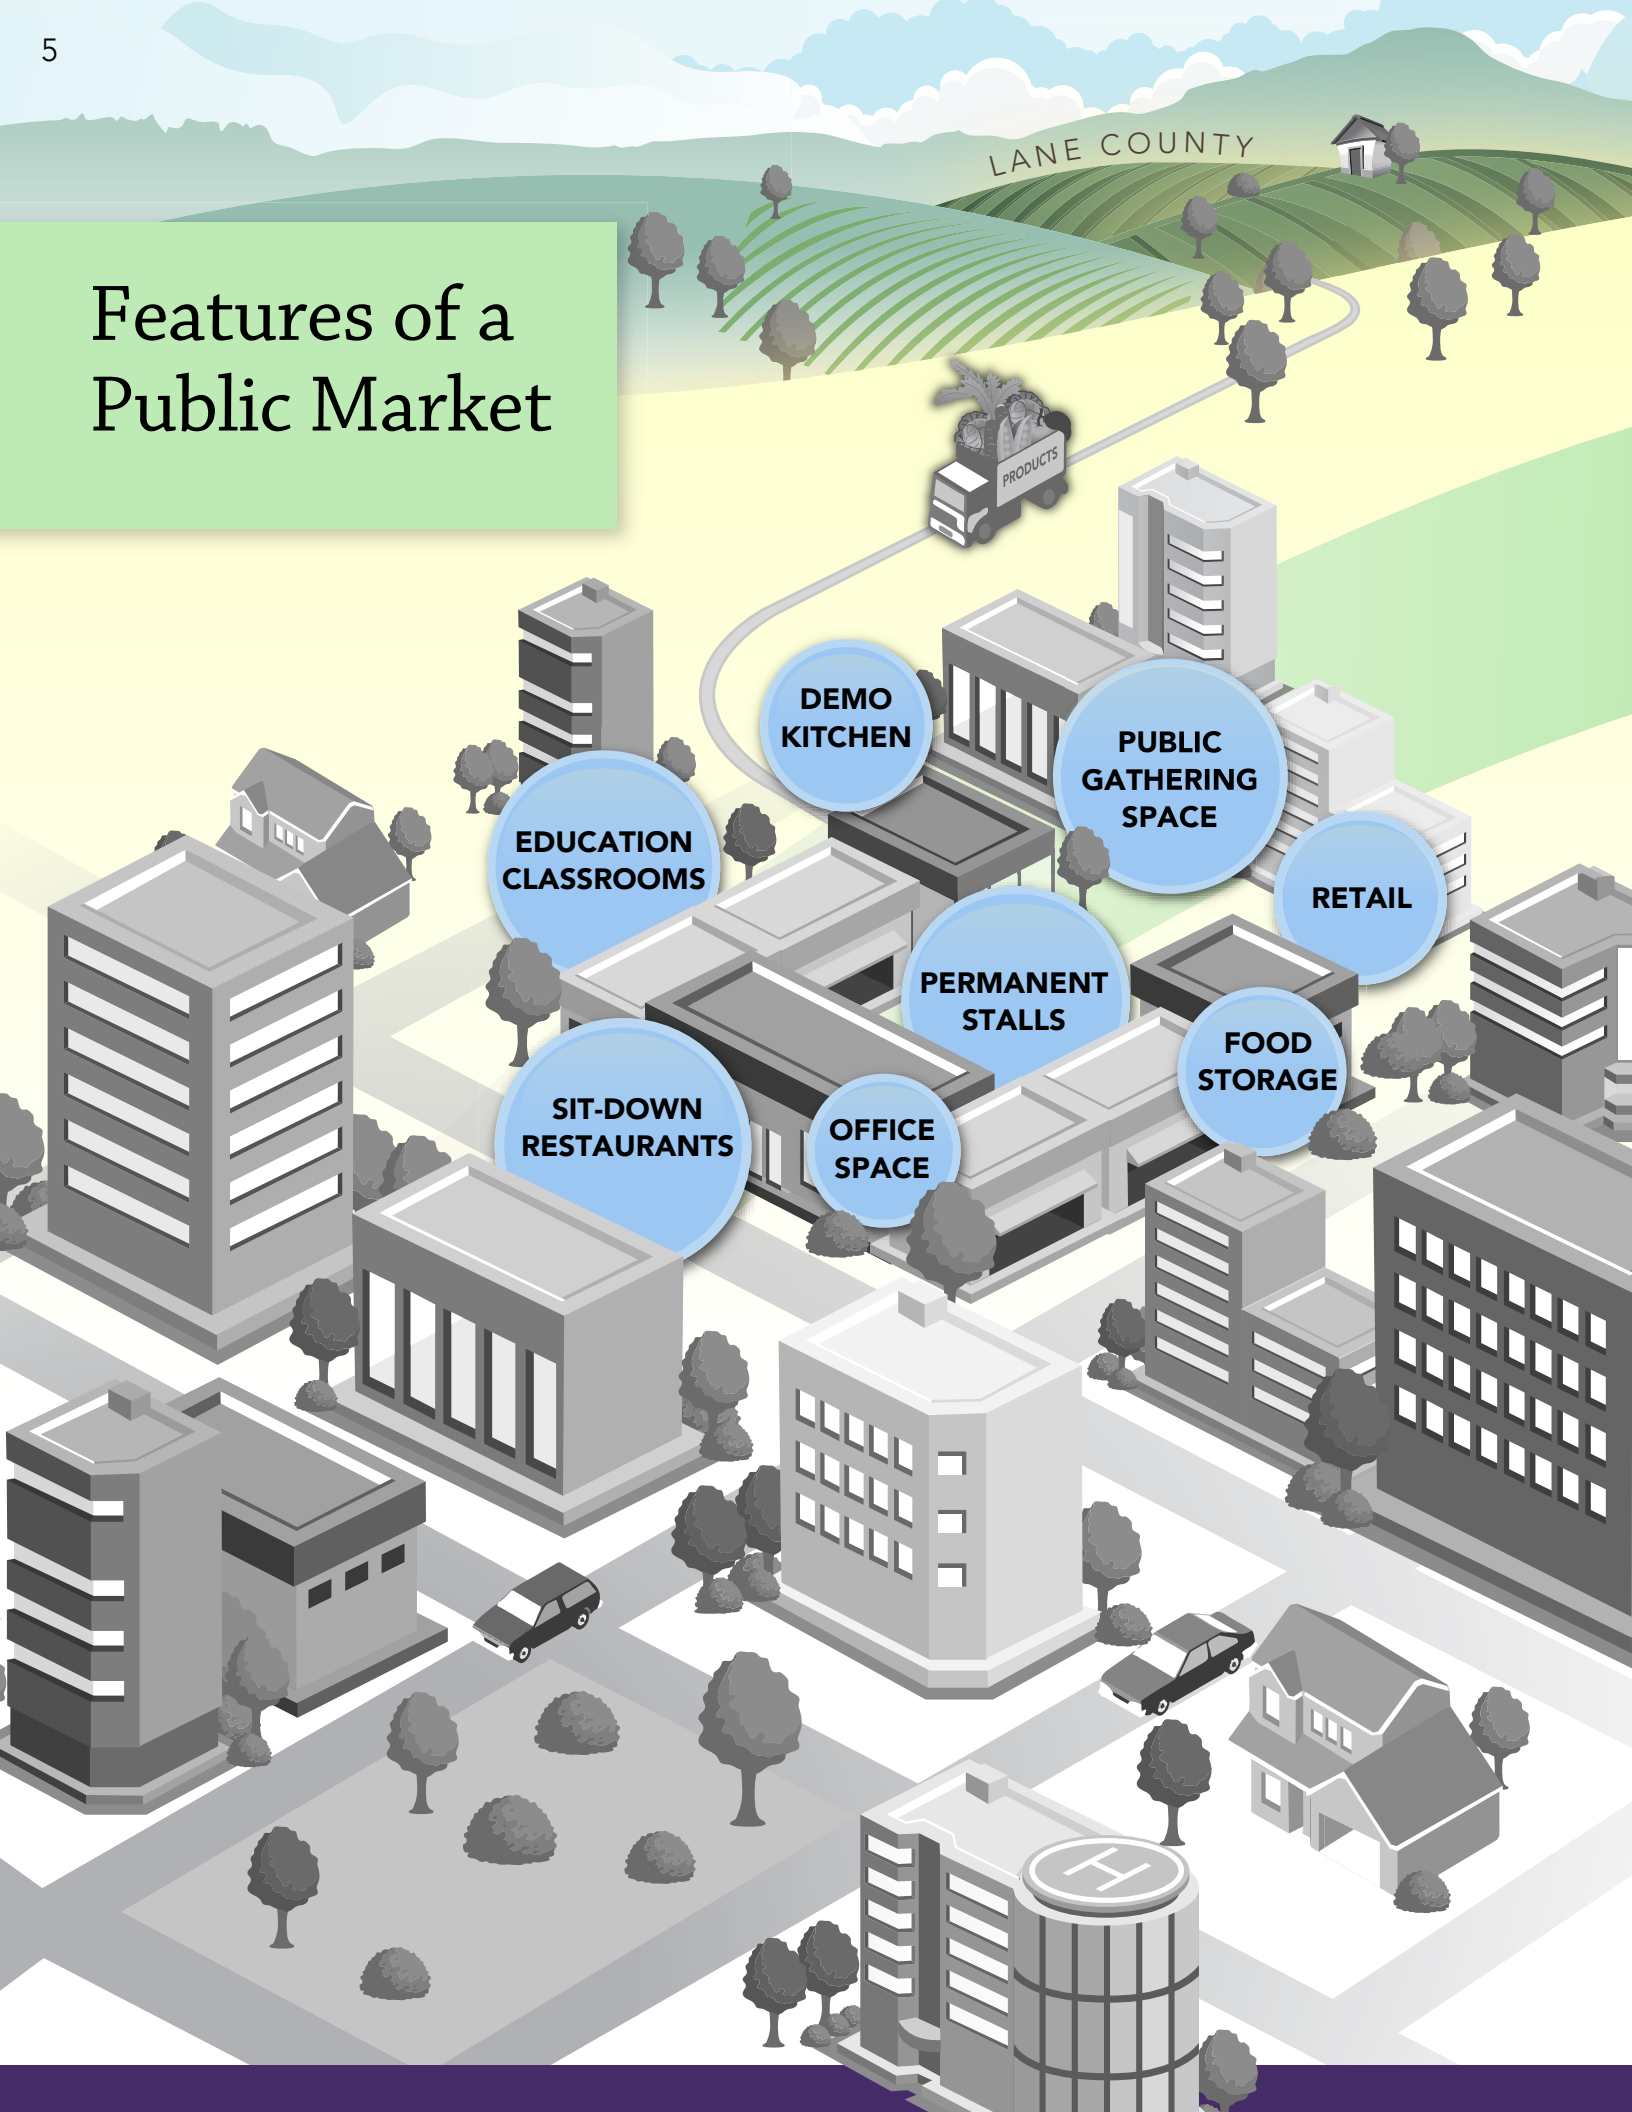 5
LANE COUNTY
Features of a
Public Market
PRODUCTS
DEMO
KITCHEN
PUBLIC
GATHERING
SPACE
EDUCATION
CLASSROOMS
RETAIL
PERMANENT
STALLS
FOOD
STORAGE
SIT-DOWN
RESTAURANTS
OFFICE
SPACE
H